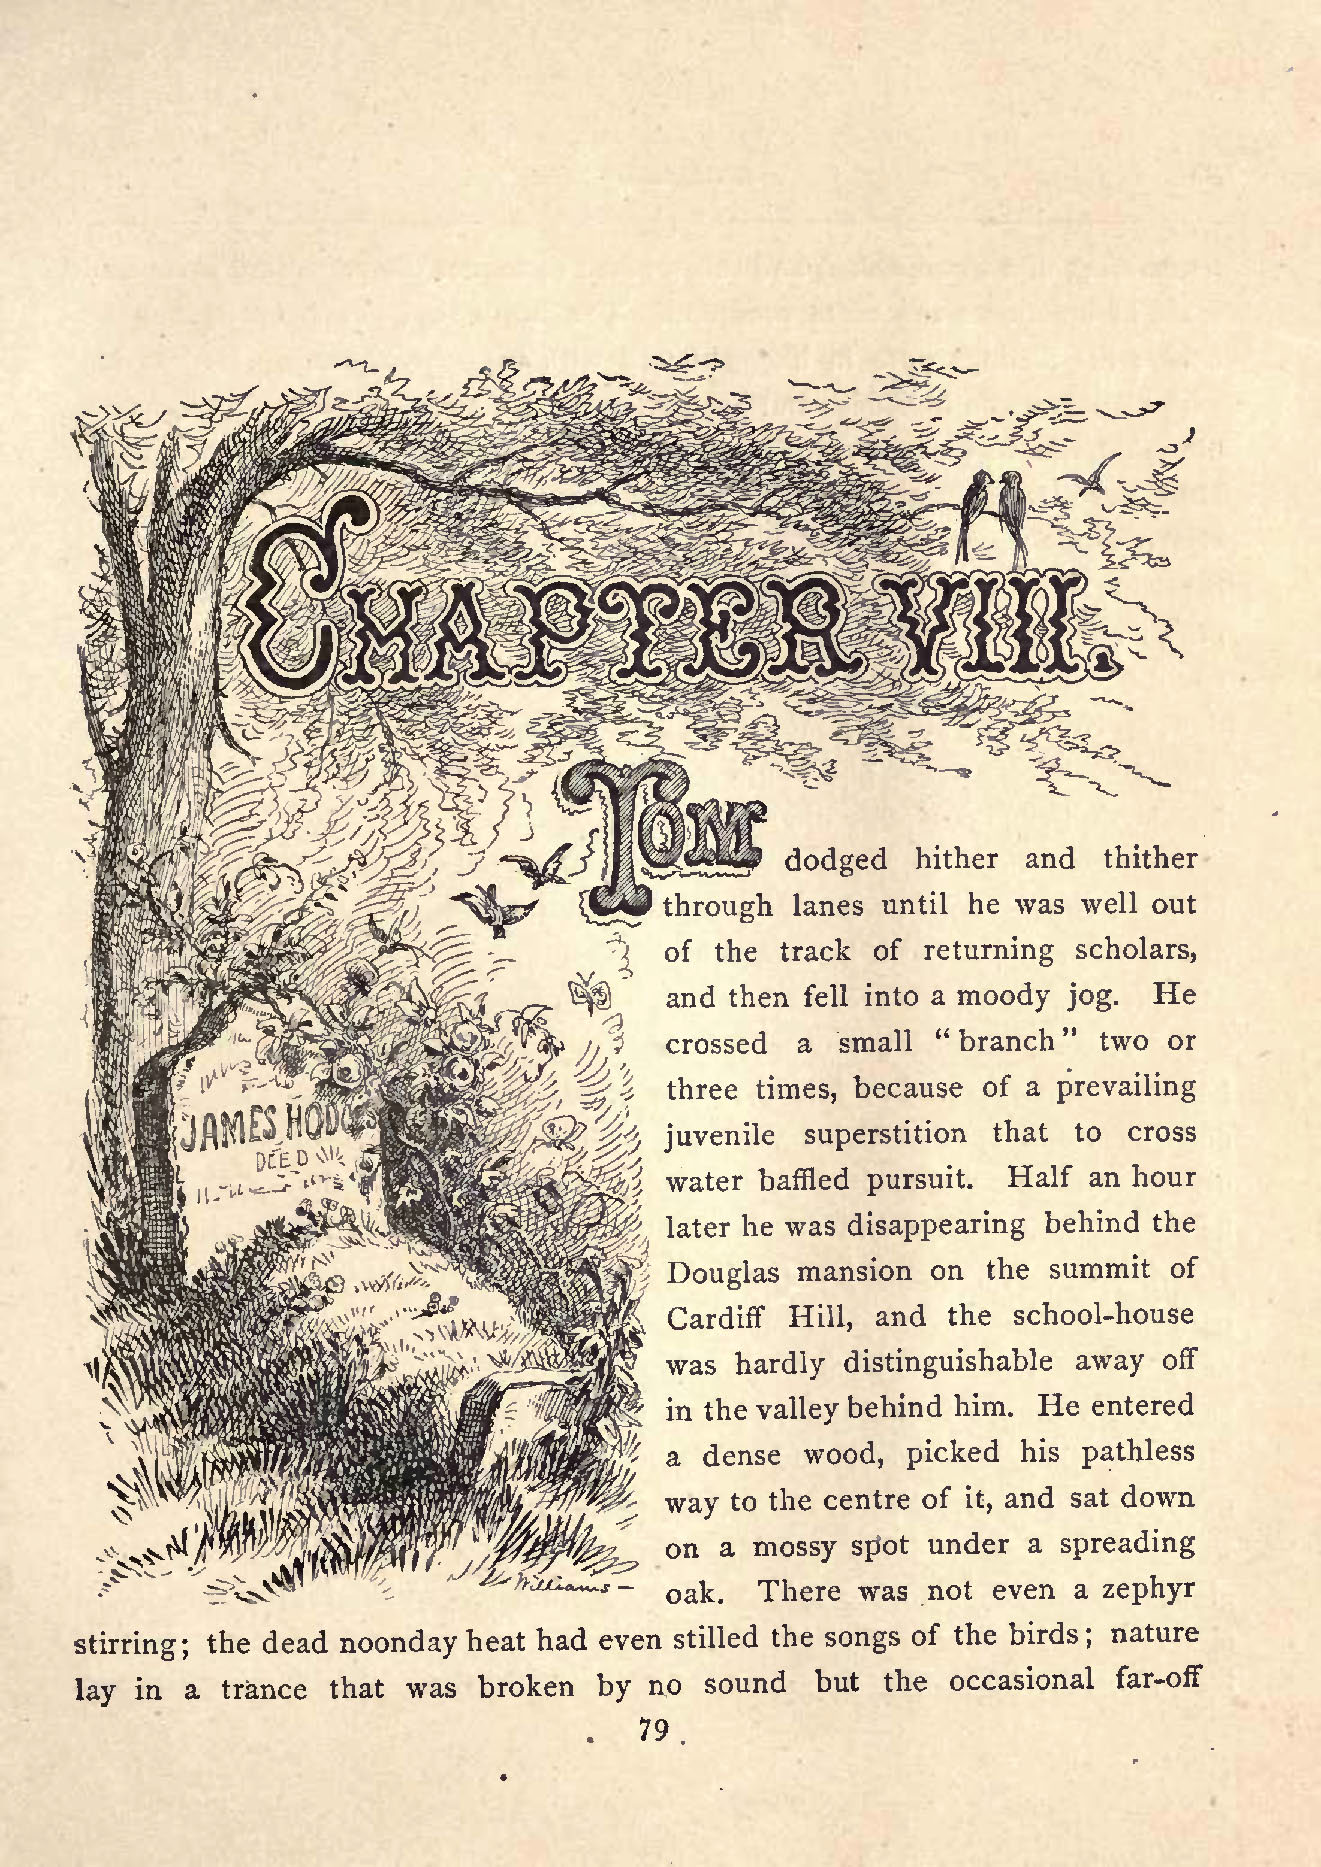 CHAPTER VIII.
TOM dodged hither and thither
through lanes until he was well out
of the track of returning scholars,
and then fell into a moody jog. He
crossed a small “branch” two or
three times, because of a prevailing
juvenile superstition that to cross
water baffled pursuit. Half an hour
later he was disappearing behind the
Douglas mansion on the summit of
Cardiff Hill, and the school-house
was hardly distinguishable away off
in the valley behind him. He entered
a dense wood, picked his pathless
way to the centre of it, and sat down
on a mossy spot under a spreading
oak. There was not even a zephyr
JAMES HODGES
DCED
Williams
stirring; the dead noonday heat had even stilled the songs of the birds; nature
lay in a trance that was broken by no sound but the occasional far-off
79